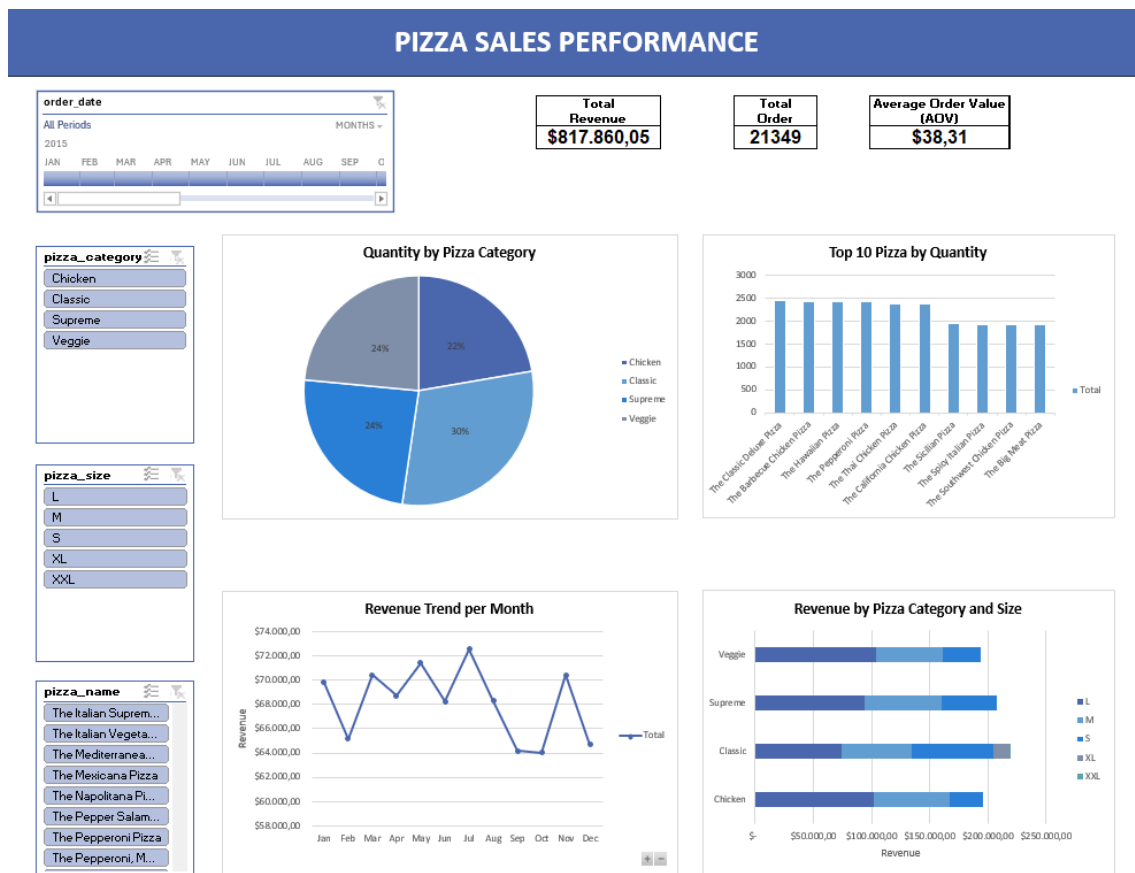 PIZZA SALES PERFORMANCE
order_date
All Periods MONTHS
2015
JAN FEB MAR APR MAY JUN JUL AUG SEP O
Total
Revenue
$817.860,05
Total
Order
21349
Average Order Value
(AOV)
$38,31
pizza_category
Chicken
Classic
Supreme
Veggie
Quantity by Pizza Category
22%
30%
24%
24%
Chicken
Classic
Supreme
Veggie
Top 10 Pizza by Quantity
3000
2500
2000
1500
1000
500
0
The Classic Deluxe Pizza
The Barbecue Chicken Pizza
The Hawaiian Pizza
The Pepperoni Pizza
The Thai Chicken Pizza
The California Chicken Pizza
The Sicilian Pizza
The Spicy Italian Pizza
The Southwest Chicken Pizza
The Big Meat Pizza
Total
pizza_size
L
M
S
XL
XXL
pizza_name
The Italian Suprem...
The Italian Vegeta...
The Mediterranea...
The Mexicana Pizza
The Napolitana Pi...
The Pepper Salam...
The Pepperoni Pizza
The Pepperoni, M...
Revenue Trend per Month
$74.000,00
$72.000,00
$70.000,00
$68.000,00
$66.000,00
$64.000,00
$62.000,00
$60.000,00
$58.000,00
Revenue
Jan Feb Mar Apr May Jun Jul Aug Sep Oct Nov Dec
Total
Revenue by Pizza Category and Size
Veggie
Supreme
Classic
Chicken
$- $50.000,00 $100.000,00 $150.000,00 $200.000,00 $250.000,00
Revenue
L
M
S
XL
XXL